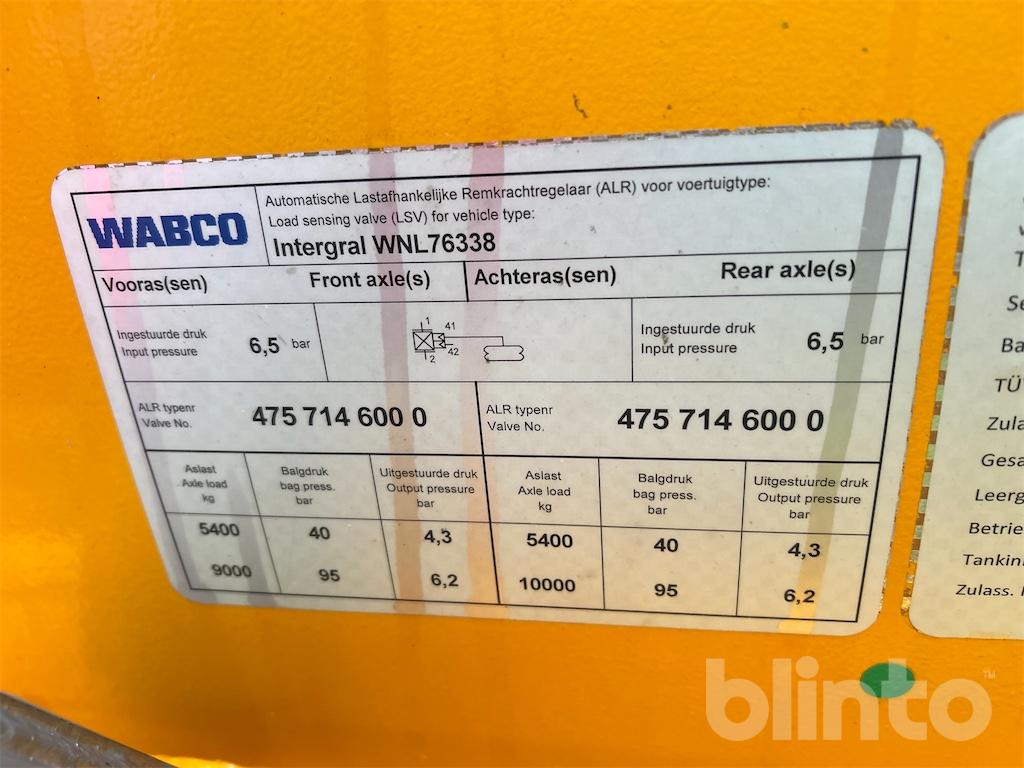 WABCO
Automatische Lastafhankelijke Remkrachtregelaar (ALR) voor voertuigtype:
Load sensing valve (LSV) for vehicle type:
Intergral WNL76338
Vooras(sen) Front axle(s) Achteras(sen) Rear axle(s)
Ingestuurde druk
Input pressure
6,5 bar
1
41
42
2
Ingestuurde druk
Input pressure
6,5 bar
ALR typenr
Valve No.
475 714 600 0
ALR typenr
Valve No.
475 714 600 0
Aslast
Axle load
kg
Balgdruk
bag press.
bar
Uitgestuurde druk
Output pressure
bar
Aslast
Axle load
kg
Balgdruk
bag press.
bar
Uitgestuurde druk
Output pressure
bar
5400 40 4,3 5400 40 4,3
9000 95 6,2 10000 95 6,2
Se
Ba
TÜ
Zula
Gesa
Leerg
Betrie
Tankin
Zulass.
blinto™